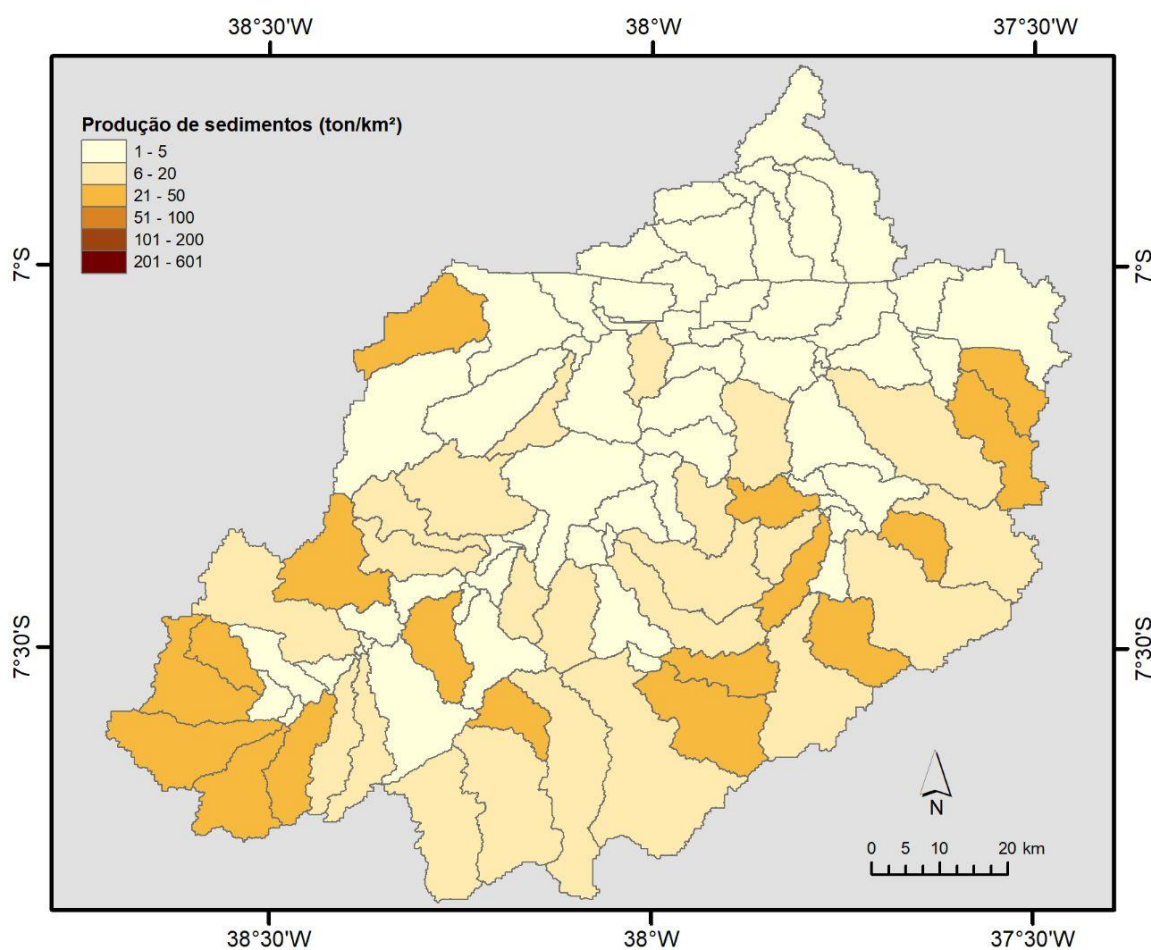 38°30'W 38°W 37°30'W
Produção de sedimentos (ton/km²)
1 - 5
6 - 20
21 - 50
51 - 100
101 - 200
201 - 601
7°S 7°S
7°30'S 7°30'S
N
0 5 10 20 km
38°30'W 38°W 37°30'W